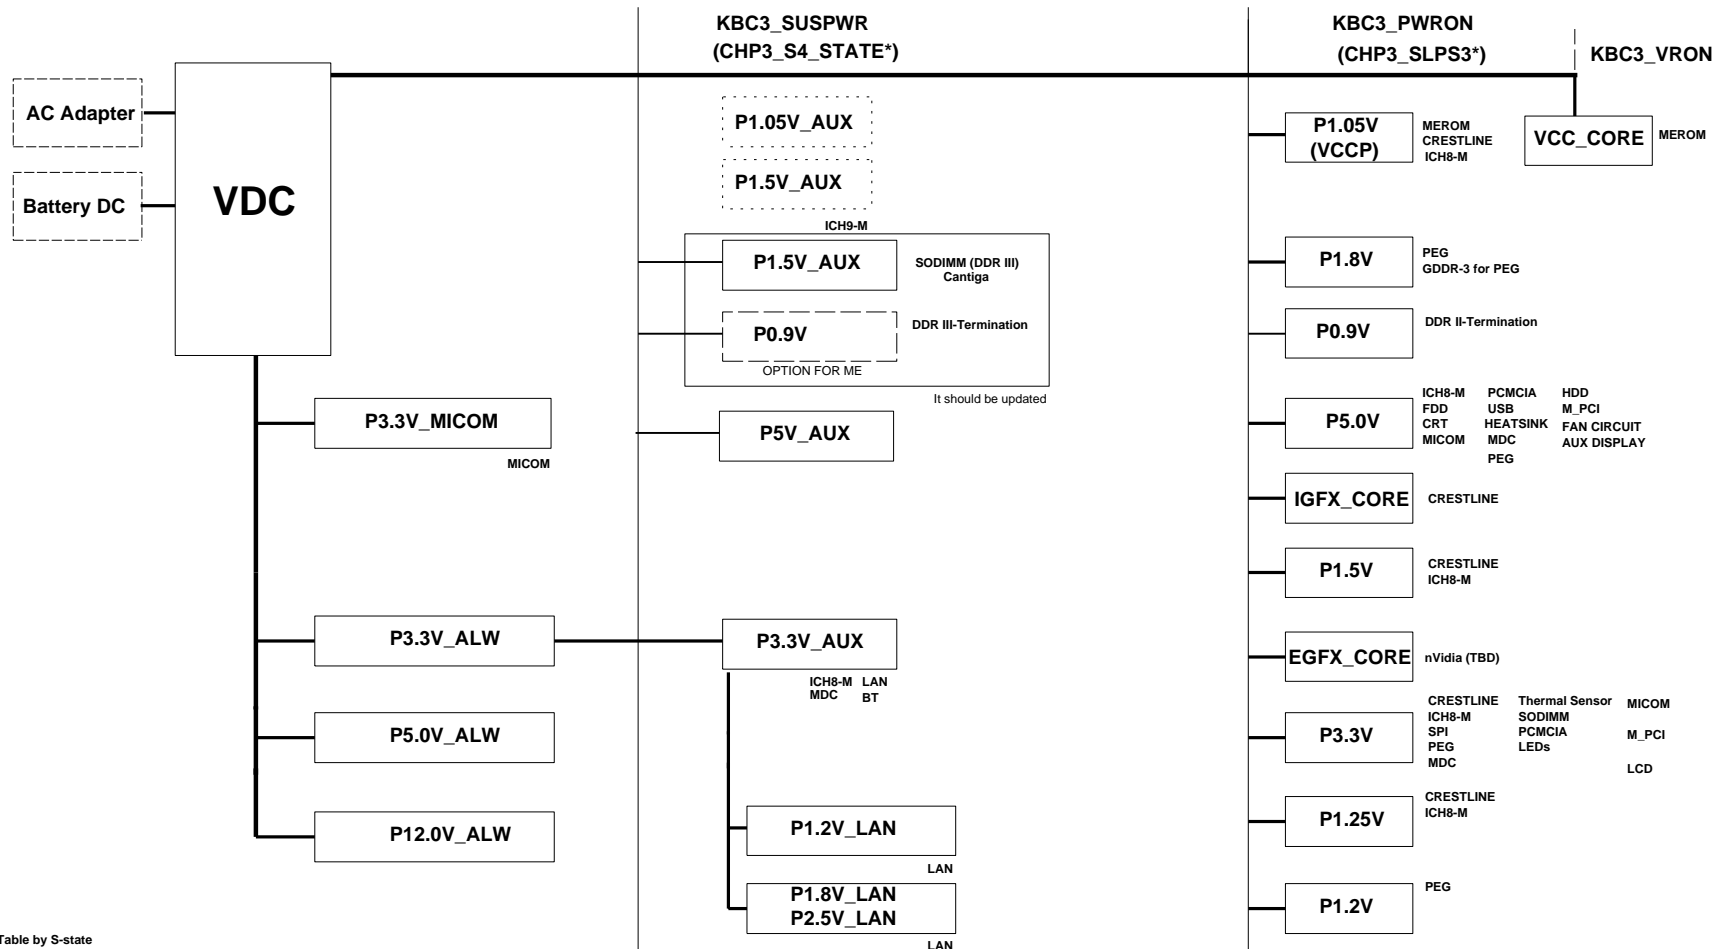 KBC3_SUSPWR
(CHP3_S4_STATE*)
KBC3_PWRON
(CHP3_SLPS3*)
KBC3_VRON
AC Adapter
Battery DC
VDC
P3.3V_MICOM
MICOM
P3.3V_ALW
P5.0V_ALW
P12.0V_ALW
P1.05V_AUX
P1.5V_AUX
ICH9-M
P1.5V_AUX
SODIMM (DDR III)
Cantiga
P0.9V
DDR III-Termination
OPTION FOR ME
It should be updated
P5V_AUX
P3.3V_AUX
ICH8-M LAN
MDC BT
P1.2V_LAN
LAN
P1.8V_LAN
P2.5V_LAN
LAN
P1.05V
(VCCP)
MEROM
CRESTLINE
ICH8-M
VCC_CORE
MEROM
P1.8V
PEG
GDDR-3 for PEG
P0.9V
DDR II-Termination
P5.0V
ICH8-M PCMCIA HDD
FDD USB M_PCI
CRT HEATSINK FAN CIRCUIT
MICOM MDC AUX DISPLAY
PEG
IGFX_CORE
CRESTLINE
P1.5V
CRESTLINE
ICH8-M
EGFX_CORE
nVidia (TBD)
P3.3V
CRESTLINE Thermal Sensor MICOM
ICH8-M SODIMM
SPI PCMCIA M_PCI
PEG LEDs
MDC LCD
P1.25V
CRESTLINE
ICH8-M
P1.2V
PEG
Table by S-state